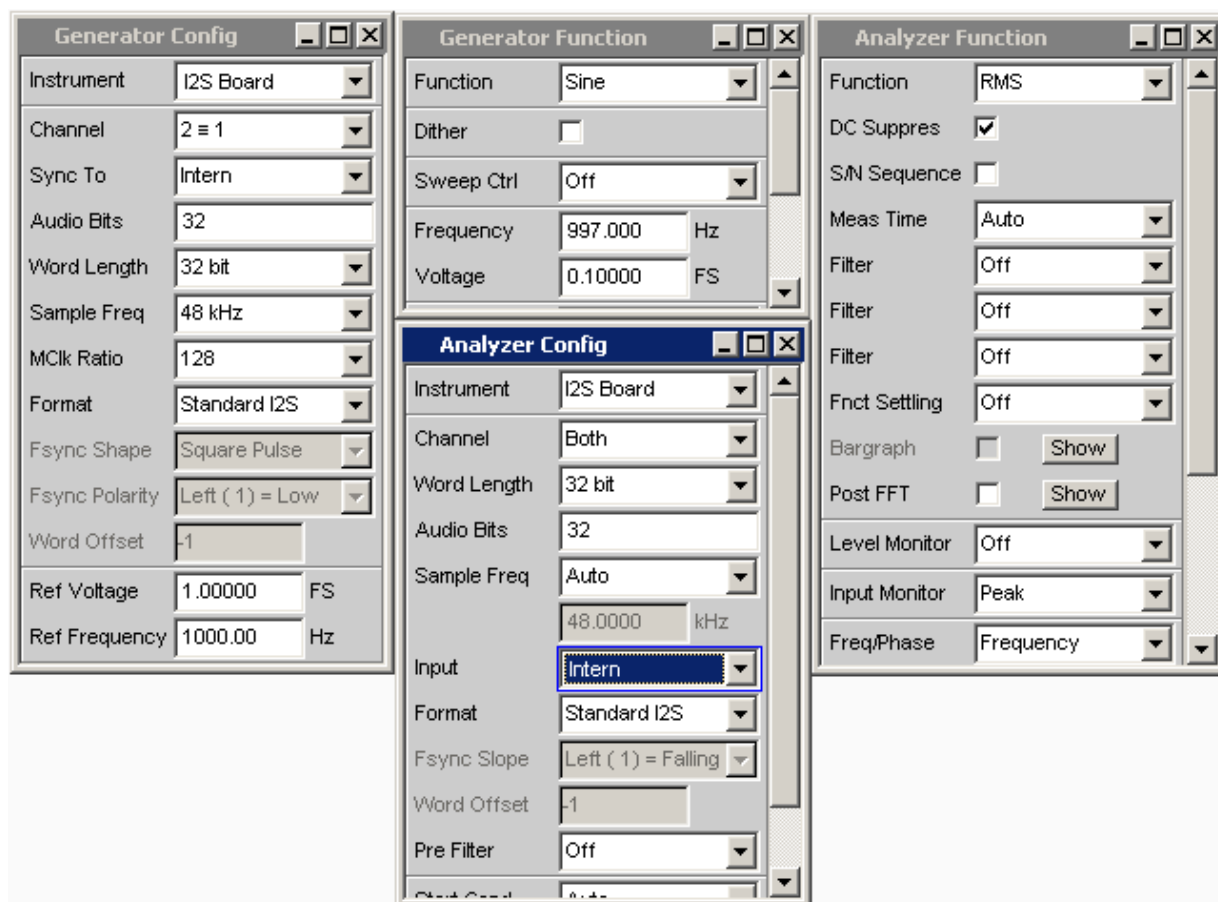 Generator Config
Instrument I2S Board
Channel 2 ≡ 1
Sync To Intern
Audio Bits 32
Word Length 32 bit
Sample Freq 48 kHz
MClk Ratio 128
Format Standard I2S
Fsync Shape Square Pulse
Fsync Polarity Left ( 1 ) = Low
Word Offset -1
Ref Voltage 1.00000 FS
Ref Frequency 1000.00 Hz
Generator Function
Function Sine
Dither
Sweep Ctrl Off
Frequency 997.000 Hz
Voltage 0.10000 FS
Analyzer Config
Instrument I2S Board
Channel Both
Word Length 32 bit
Audio Bits 32
Sample Freq Auto
48.0000 kHz
Input Intern
Format Standard I2S
Fsync Slope Left ( 1 ) = Falling
Word Offset -1
Pre Filter Off
Analyzer Function
Function RMS
DC Suppres
S/N Sequence
Meas Time Auto
Filter Off
Filter Off
Filter Off
Fnct Settling Off
Bargraph Show
Post FFT Show
Level Monitor Off
Input Monitor Peak
Freq/Phase Frequency